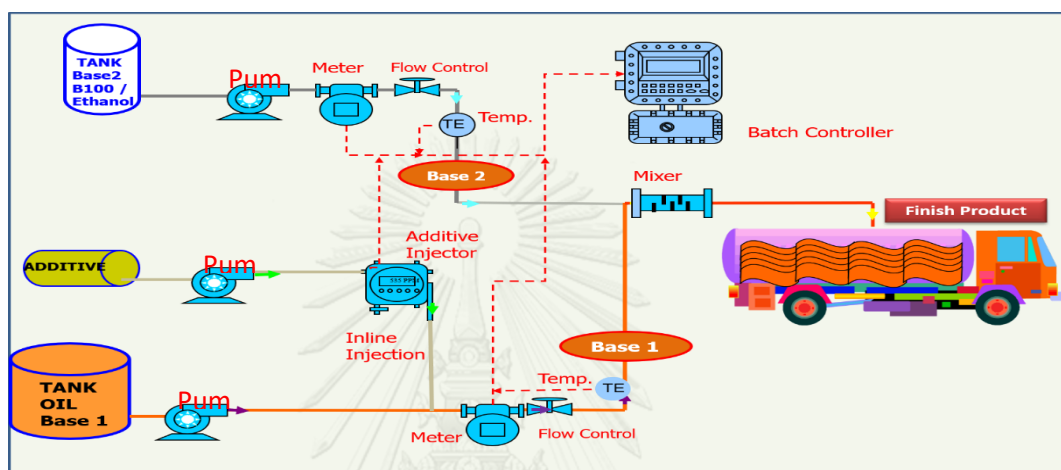 TANK
Base2
B100 /
Ethanol
Pum
Meter
Flow Control
TE
Temp.
Batch Controller
Base 2
Mixer
Finish Product
ADDITIVE
Pum
Additive
Injector
Inline
Injection
Base 1
TANK
OIL
Base 1
Pum
Temp.
TE
Meter
Flow Control